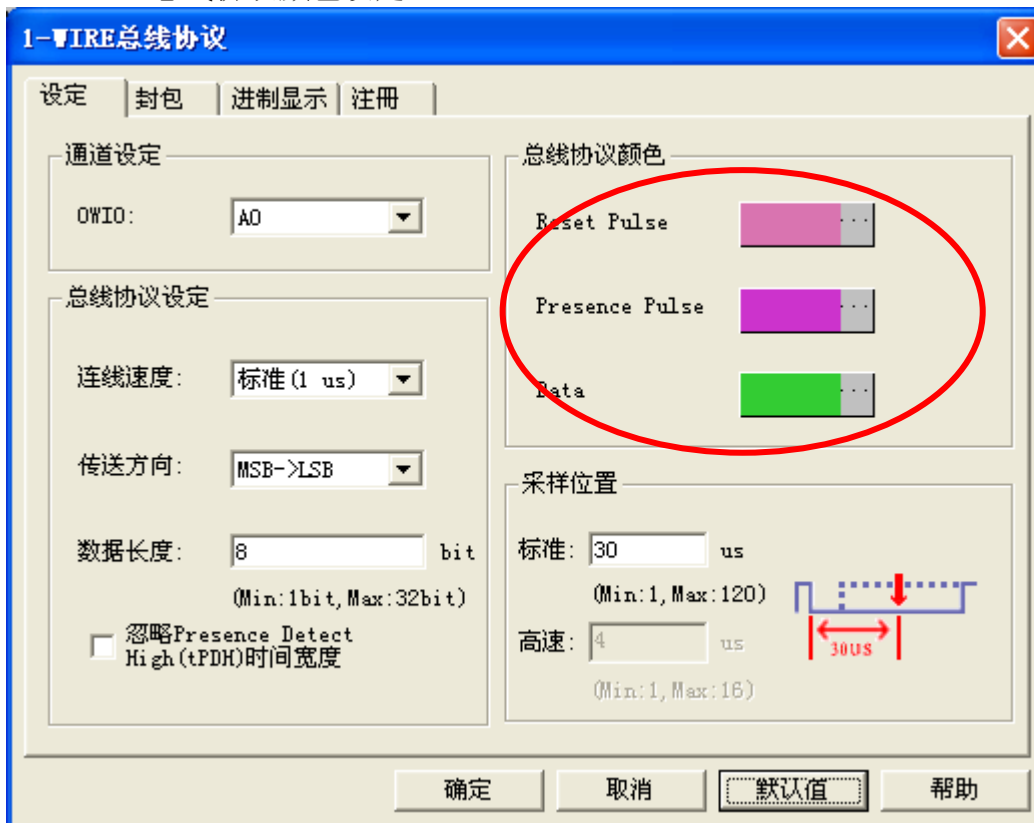 1-WIRE总线协议
设定 封包 进制显示 注册
通道设定
OWIO: A0
总线协议设定
连线速度: 标准(1 us)
传送方向: MSB->LSB
数据长度: 8 bit
(Min:1bit,Max:32bit)
忽略Presence Detect
High(tPDH)时间宽度
总线协议颜色
Reset Pulse ...
Presence Pulse ...
Data ...
采样位置
标准: 30 us
(Min:1,Max:120)
高速: 4 us
(Min:1,Max:16)
30US
确定 取消 默认值 帮助